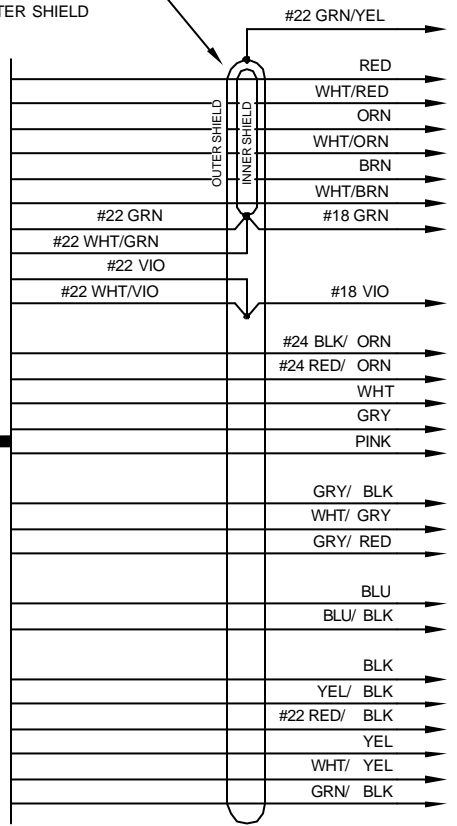 TER SHIELD
#22 GRN/YEL
RED
WHT/RED
ORN
WHT/ORN
BRN
WHT/BRN
OUTER SHIELD
INNER SHIELD
#22 GRN
#18 GRN
#22 WHT/GRN
#22 VIO
#22 WHT/VIO
#18 VIO
#24 BLK/ ORN
#24 RED/ ORN
WHT
GRY
PINK
GRY/ BLK
WHT/ GRY
GRY/ RED
BLU
BLU/ BLK
BLK
YEL/ BLK
#22 RED/ BLK
YEL
WHT/ YEL
GRN/ BLK